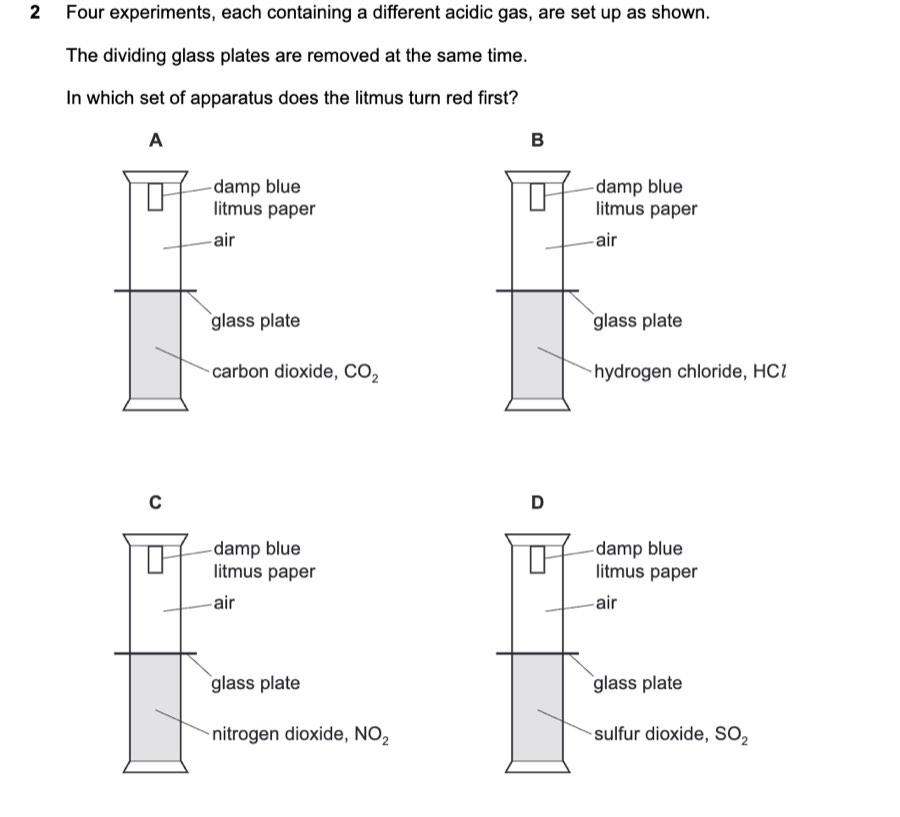 2 Four experiments, each containing a different acidic gas, are set up as shown.
The dividing glass plates are removed at the same time.
In which set of apparatus does the litmus turn red first?
A
damp blue
litmus paper
air
glass plate
carbon dioxide, CO₂
B
damp blue
litmus paper
air
glass plate
hydrogen chloride, HCl
C
damp blue
litmus paper
air
glass plate
nitrogen dioxide, NO₂
D
damp blue
litmus paper
air
glass plate
sulfur dioxide, SO₂